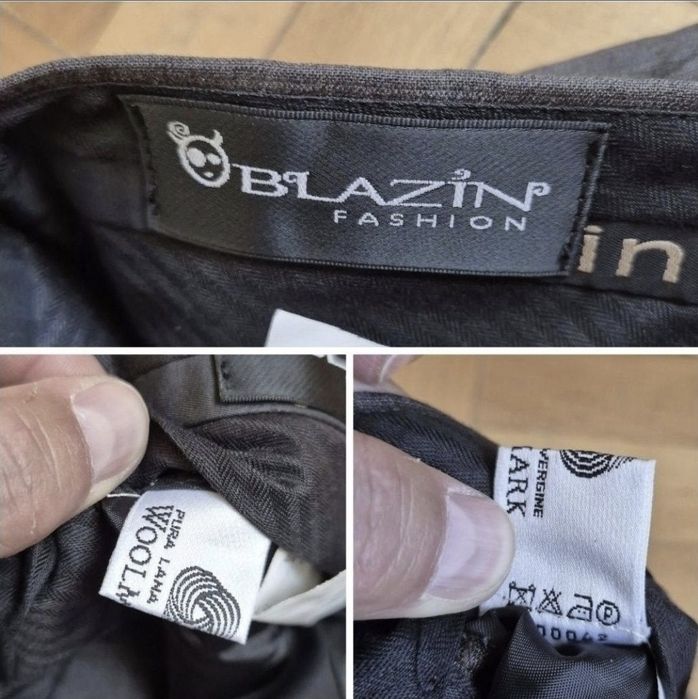 BLAZIN
FASHION
in
PURA LANA
WOOLM
VERGINE
ARK
P